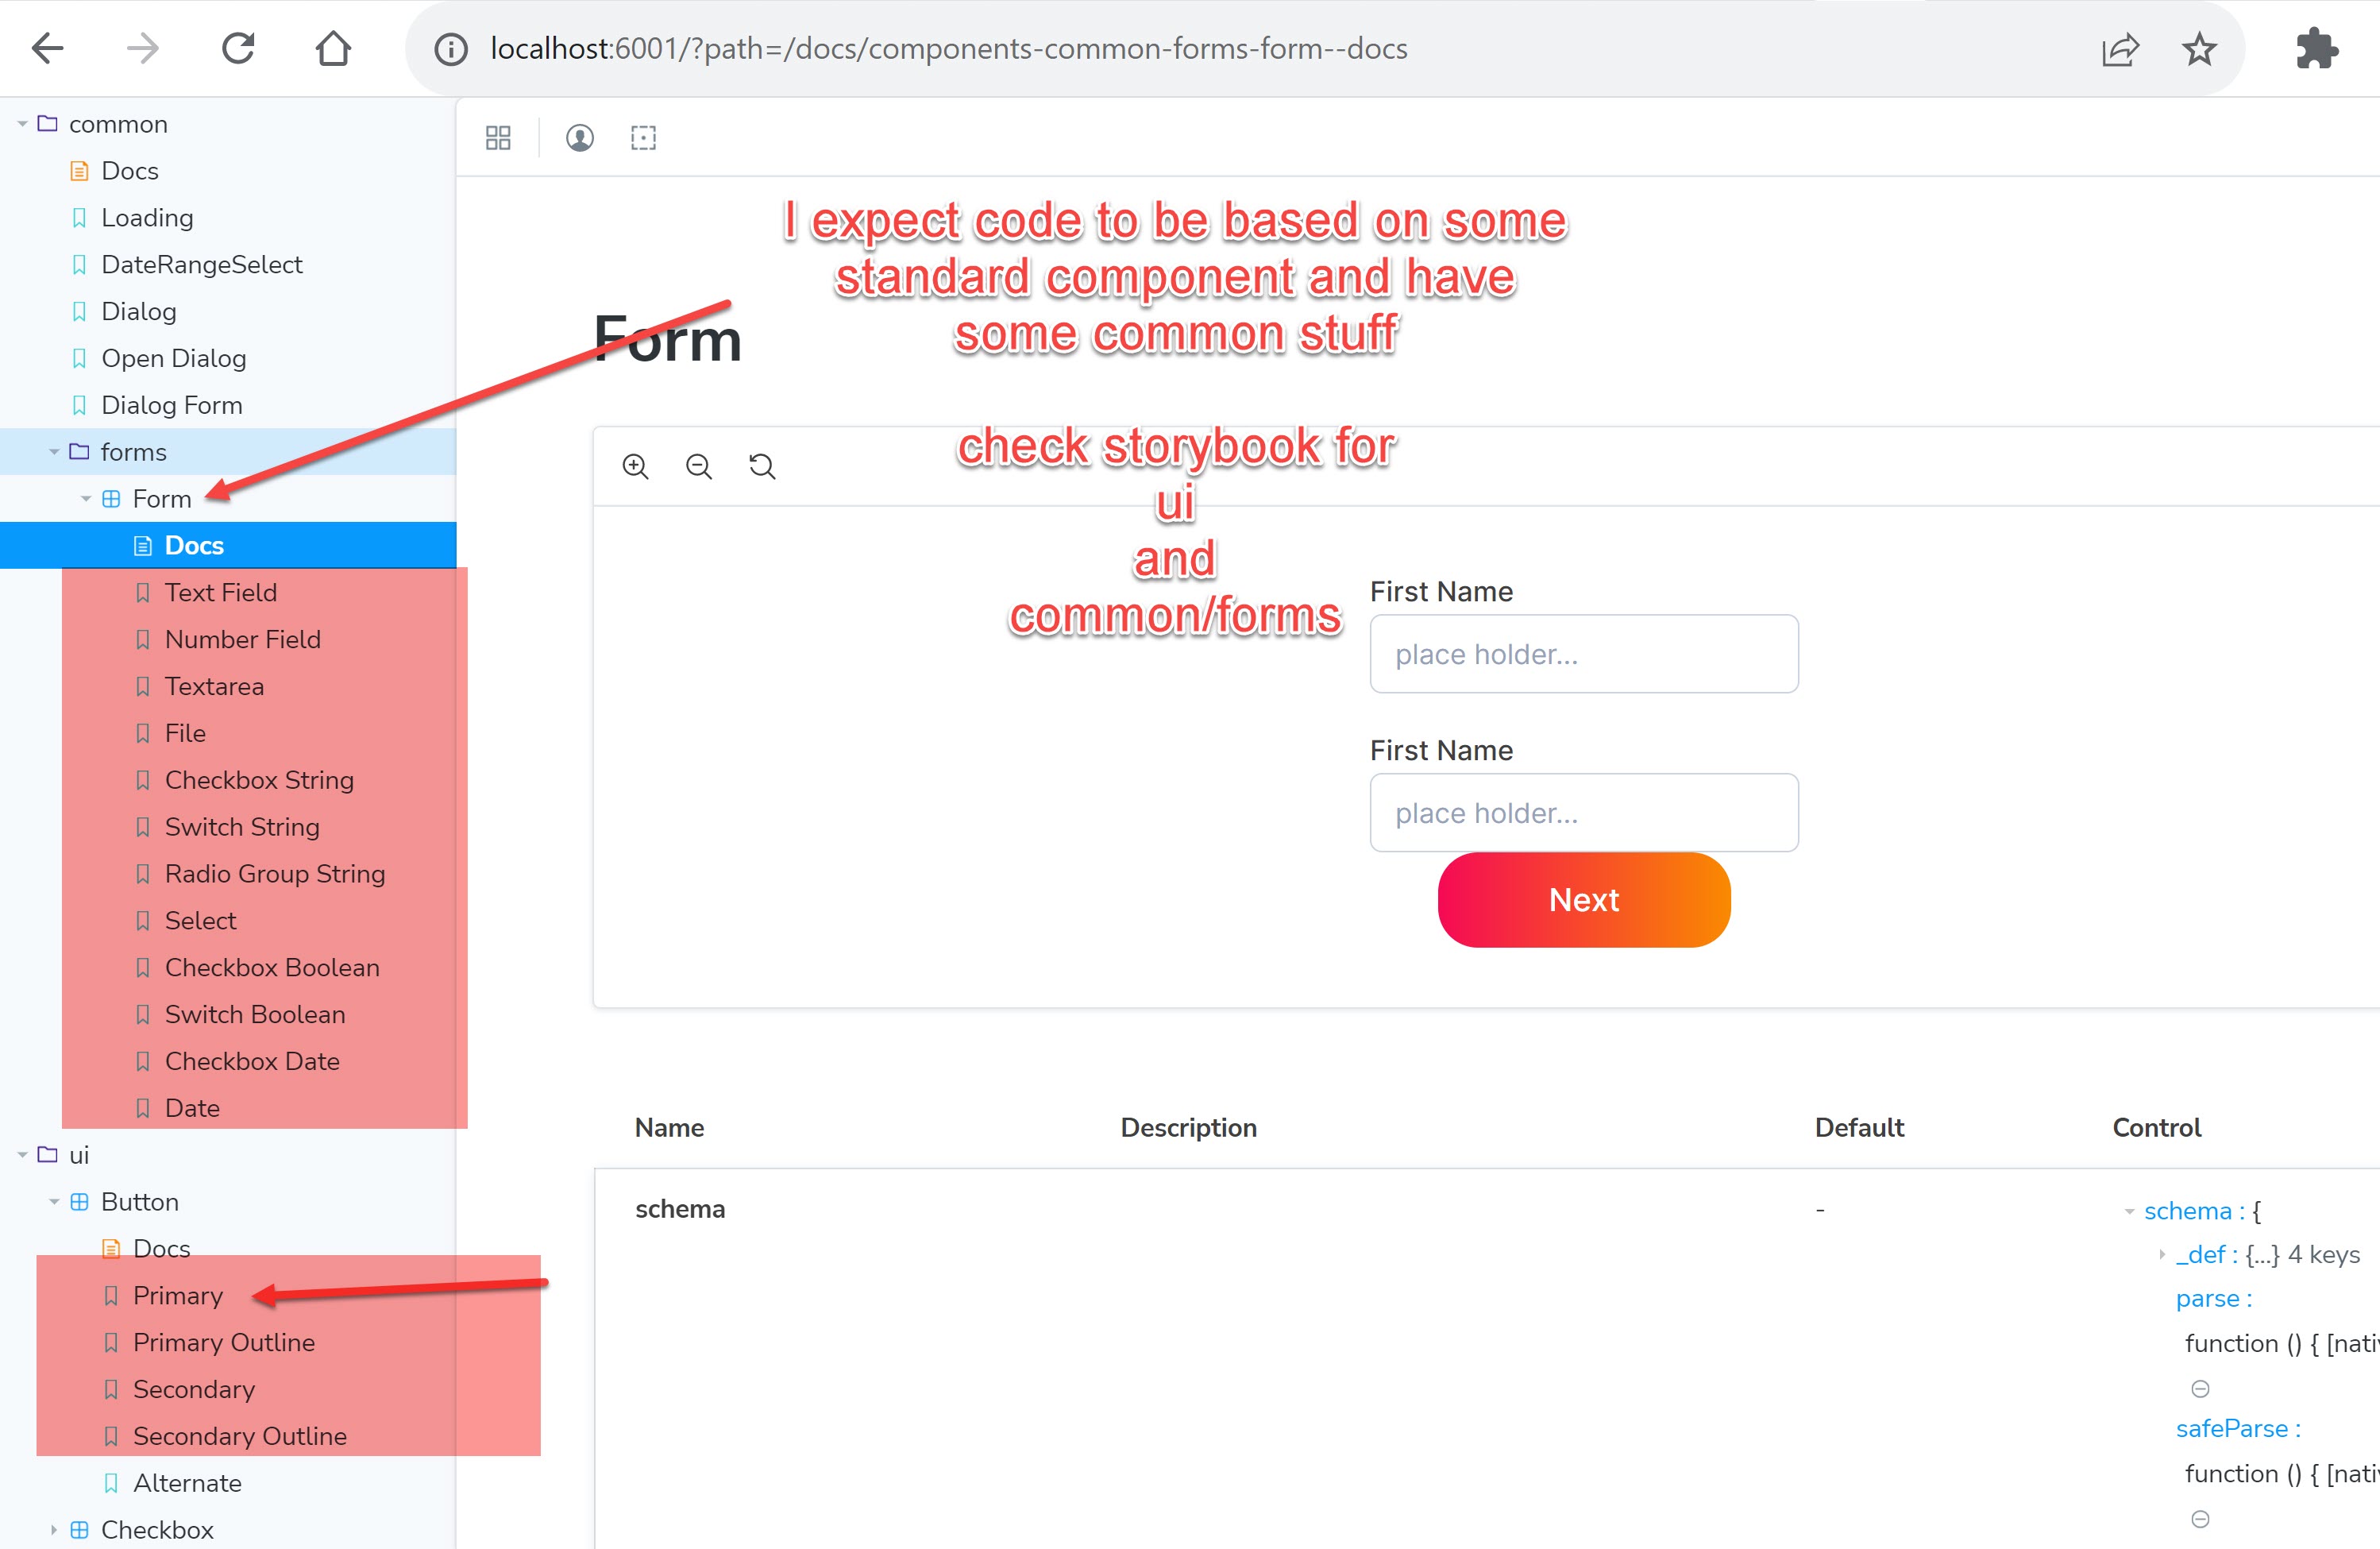 localhost:6001/?path=/docs/components-common-forms-form--docs
common
Docs
Loading
DateRangeSelect
Dialog
Open Dialog
Dialog Form
forms
Form
Docs
Text Field
Number Field
Textarea
File
Checkbox String
Switch String
Radio Group String
Select
Checkbox Boolean
Switch Boolean
Checkbox Date
Date
ui
Button
Docs
Primary
Primary Outline
Secondary
Secondary Outline
Alternate
Checkbox
I expect code to be based on some
standard component and have
some common stuff
Form
check storybook for
ui
and
common/forms
First Name
place holder...
First Name
place holder...
Next
Name Description Default Control
schema - schema : {
_def : {...} 4 keys
parse :
function () { [nati
safeParse :
function () { [nati